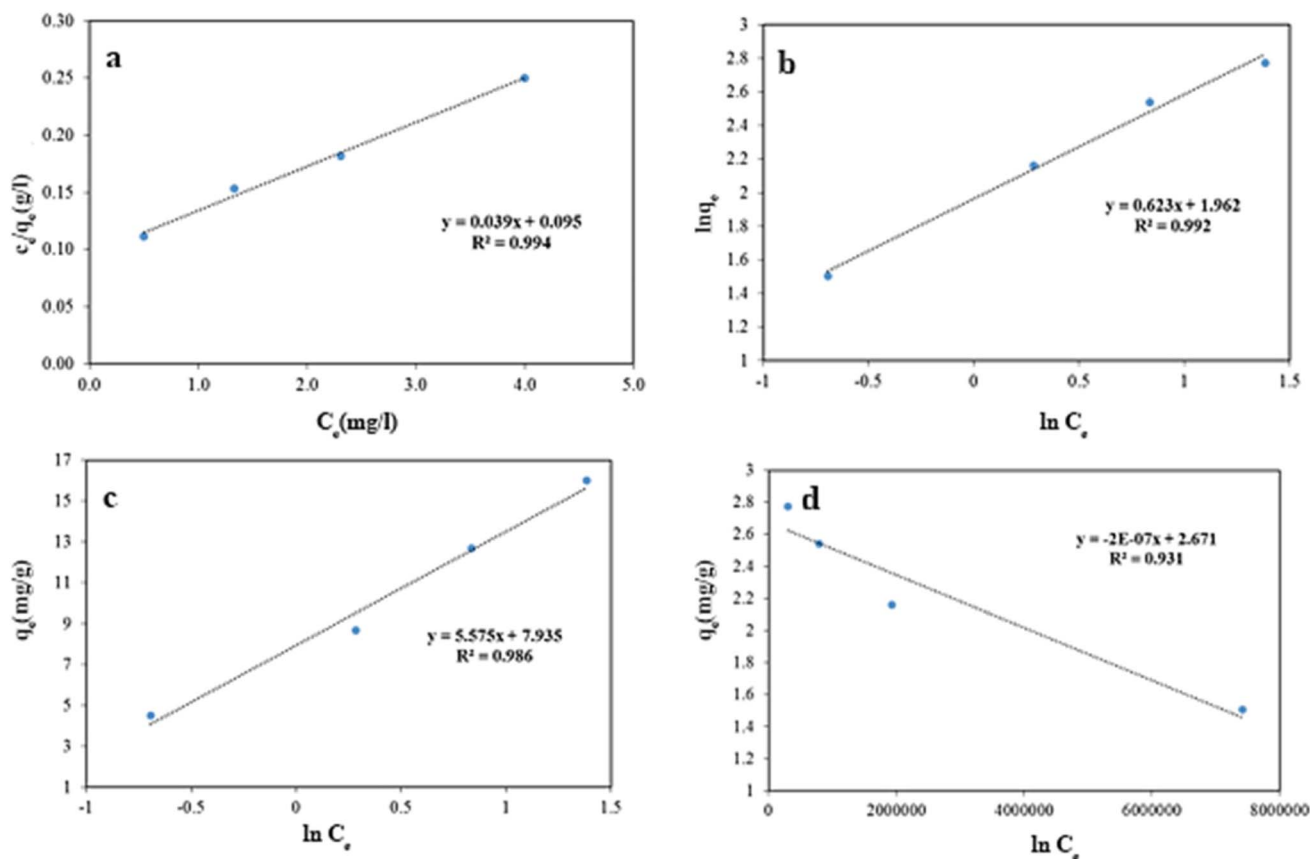 a
0.30
0.25
0.20
0.15
0.10
0.05
0.00
cₑ/qₑ(g/l)
y = 0.039x + 0.095
R² = 0.994
0.0 1.0 2.0 3.0 4.0 5.0
Cₑ(mg/l)
b
3
2.8
2.6
2.4
2.2
2
1.8
1.6
1.4
1.2
1
lnqₑ
y = 0.623x + 1.962
R² = 0.992
-1 -0.5 0 0.5 1 1.5
ln Cₑ
c
17
15
13
11
9
7
5
3
1
qₑ(mg/g)
y = 5.575x + 7.935
R² = 0.986
-1 -0.5 0 0.5 1 1.5
ln Cₑ
d
3
2.8
2.6
2.4
2.2
2
1.8
1.6
1.4
1.2
1
qₑ(mg/g)
y = -2E-07x + 2.671
R² = 0.931
0 2000000 4000000 6000000 8000000
ln Cₑ